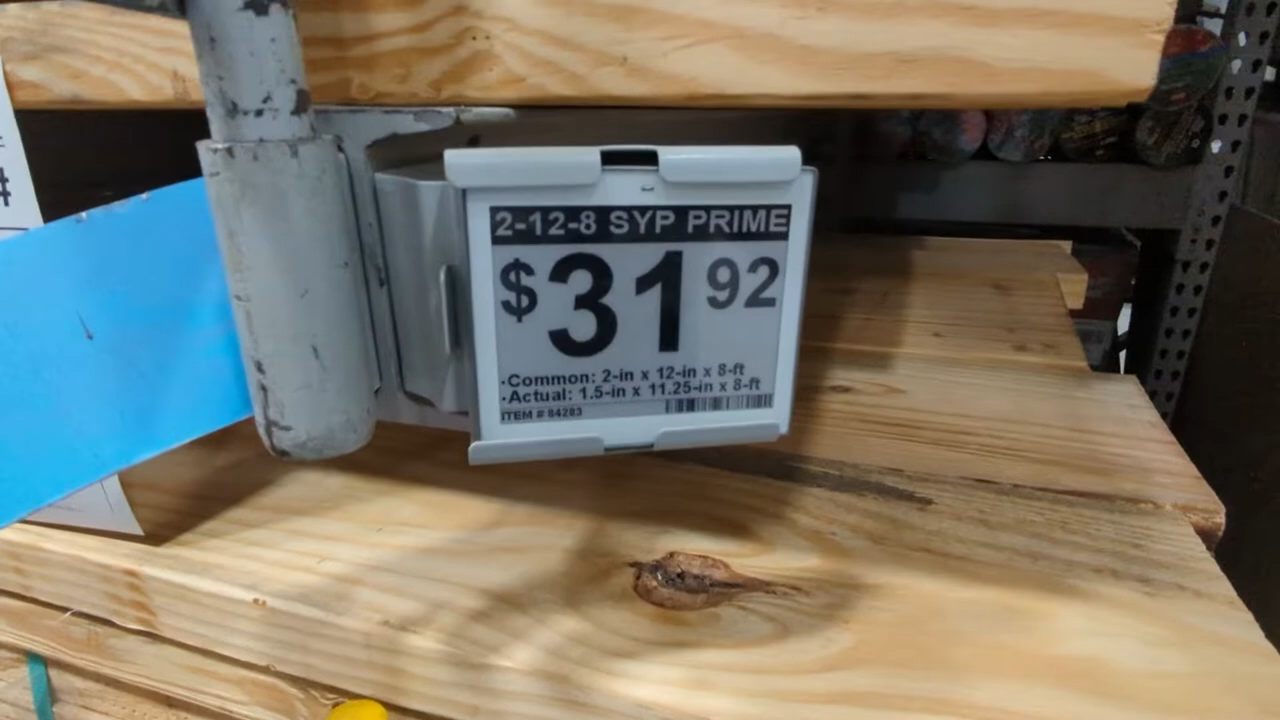 2-12-8 SYP PRIME
$31 92
·Common: 2-in x 12-in x 8-ft
·Actual: 1.5-in x 11.25-in x 8-ft
ITEM # 84283
#